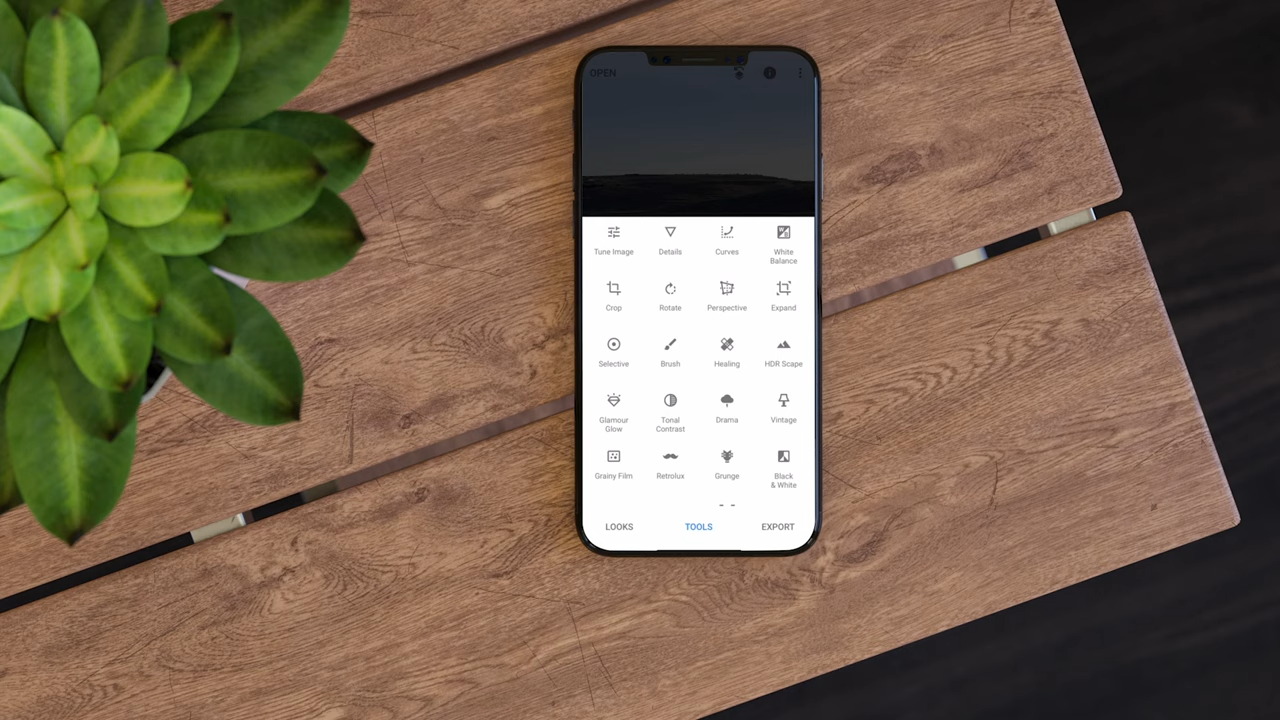 OPEN
Tune Image
Details
Curves
White
Balance
Crop
Rotate
Perspective
Expand
Selective
Brush
Healing
HDR Scape
Glamour
Glow
Tonal
Contrast
Drama
Vintage
Grainy Film
Retrolux
Grunge
Black
& White
LOOKS
TOOLS
EXPORT